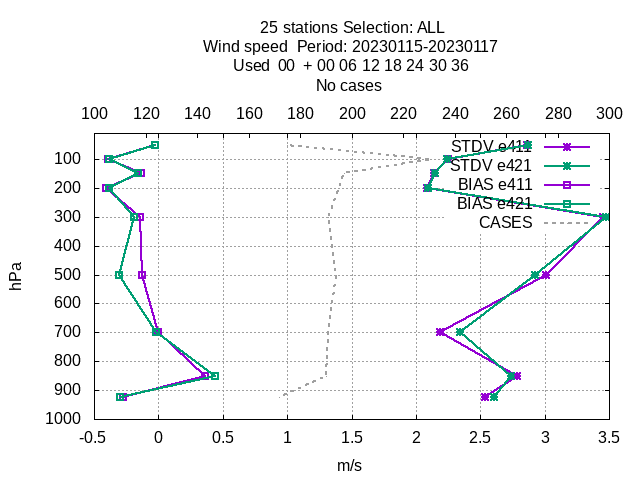 25 stations Selection: ALL
Wind speed  Period: 20230115-20230117
Used  00  + 00 06 12 18 24 30 36
No cases
100 120 140 160 180 200 220 240 260 280 300
STDV e411
STDV e421
BIAS e411
BIAS e421
CASES
hPa
100
200
300
400
500
600
700
800
900
1000
-0.5 0 0.5 1 1.5 2 2.5 3 3.5
m/s